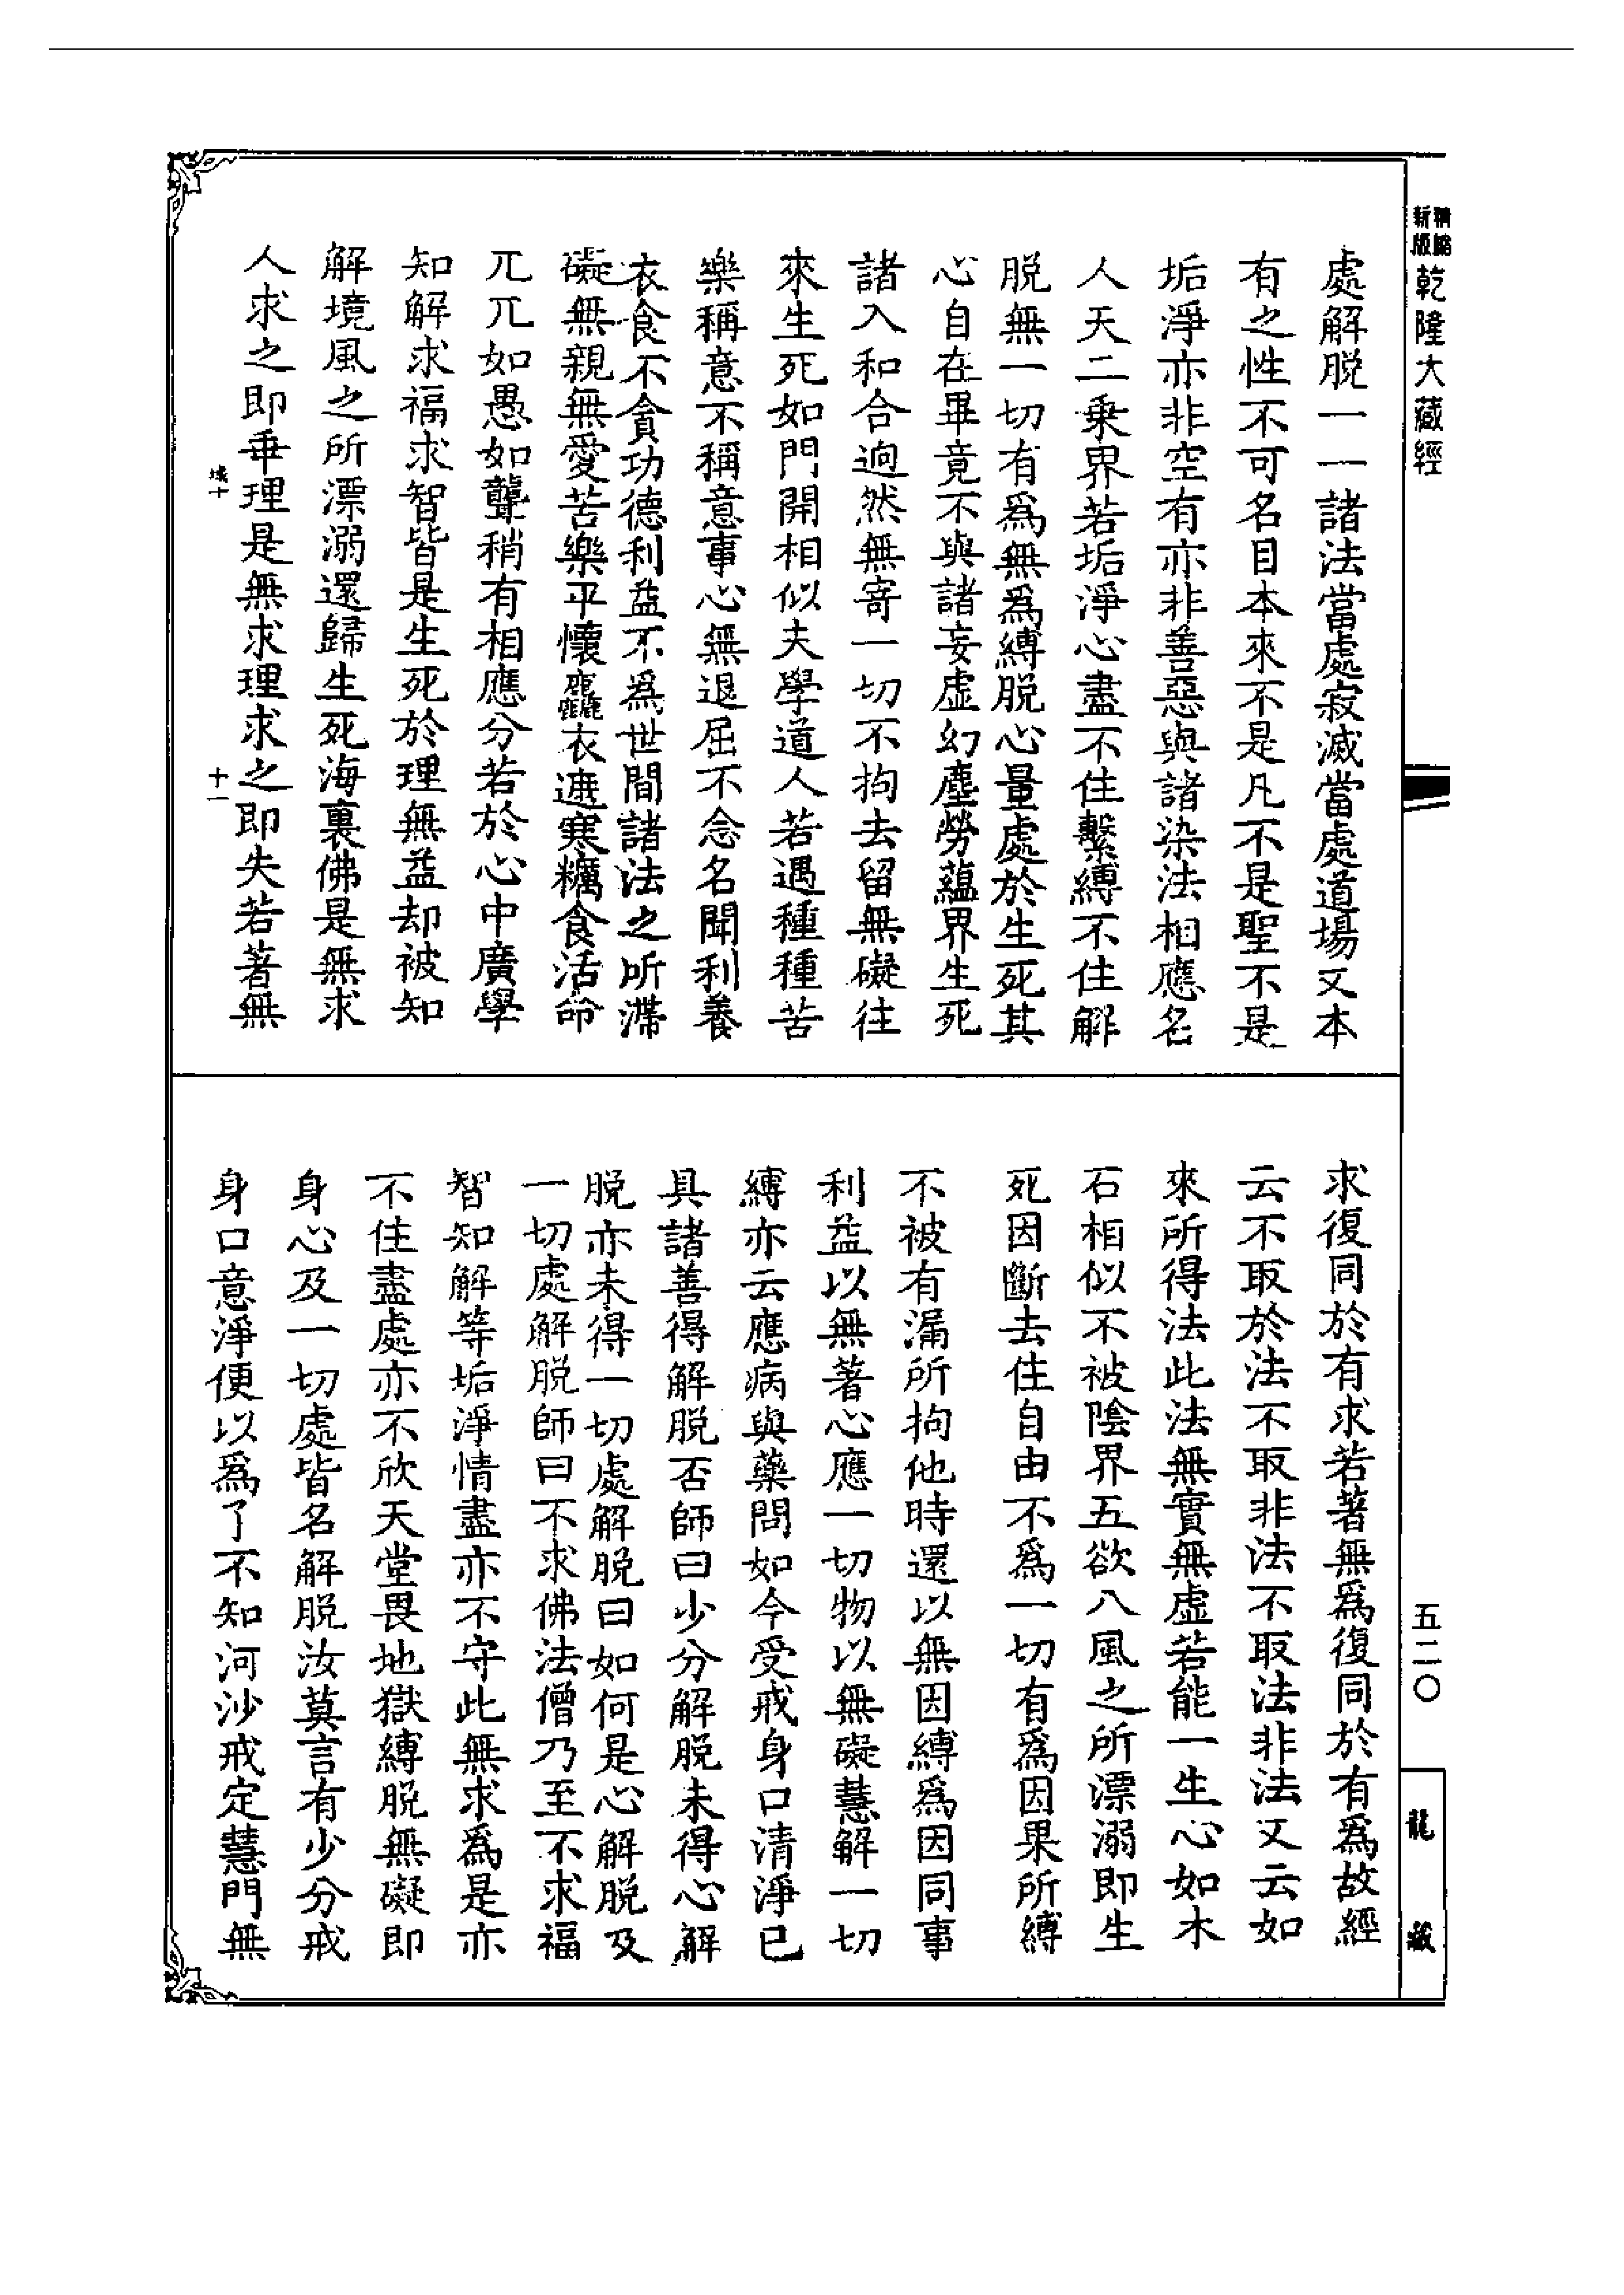 精縮新版乾隆大藏經
處解脫一一諸法當處寂滅當處道場又本
有之性不可名目本來不是凡不是聖不是
垢淨亦非空有亦非善惡與諸染法相應名
人天二乘界若垢淨心盡不住繫縛不住解
脫無一切有爲無爲縛脫心量處於生死其
心自在畢竟不與諸妄虛幻塵勞蘊界生死
諸入和合迥然無寄一切不拘去留無礙往
來生死如門開相似夫學道人若遇種種苦
樂稱意不稱意事心無退屈不念名聞利養
衣食不貪功德利益不爲世間諸法之所滯
礙無親無愛苦樂平懷麤衣遮寒糲食活命
兀兀如愚如聾稍有相應分若於心中廣學
知解求福求智皆是生死於理無益却被知
解境風之所漂溺還歸生死海裏佛是無求
人求之即乖理是無求理求之即失若著無
十一
求復同於有求若著無爲復同於有爲故經
云不取於法不取非法不取法非法又云如
來所得法此法無實無虛若能一生心如木
石相似不被陰界五欲八風之所漂溺即生
死因斷去住自由不爲一切有爲因果所縛
不被有漏所拘他時還以無因縛爲因同事
利益以無著心應一切物以無礙慧解一切
縛亦云應病與藥問如今受戒身口清淨已
具諸善得解脫否師曰少分解脫未得心解
脫亦未得一切處解脫曰如何是心解脫及
一切處解脫師曰不求佛法僧乃至不求福
智知解等垢淨情盡亦不守此無求爲是亦
不住盡處亦不欣天堂畏地獄縛脫無礙即
身心及一切處皆名解脫汝莫言有少分戒
身口意淨便以爲了不知河沙戒定慧門無
五二〇
龍藏